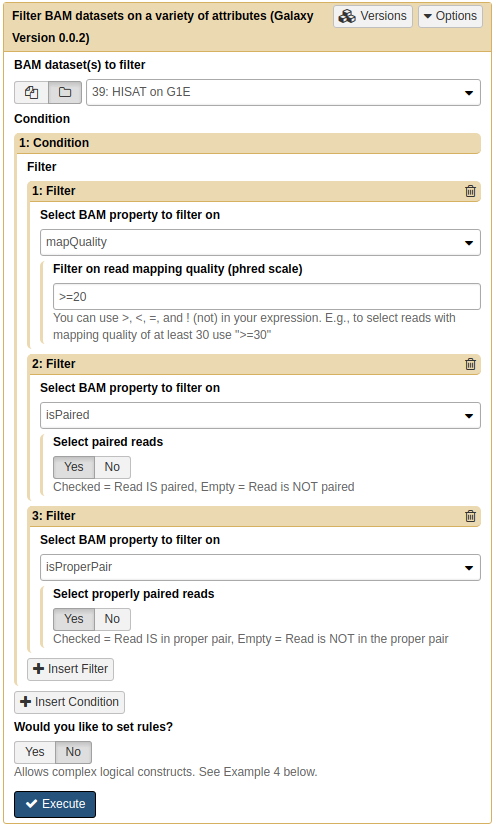 Filter BAM datasets on a variety of attributes (Galaxy
Version 0.0.2)
Versions
Options
BAM dataset(s) to filter
39: HISAT on G1E
Condition
1: Condition
Filter
1: Filter
Select BAM property to filter on
mapQuality
Filter on read mapping quality (phred scale)
>=20
You can use >, <, =, and ! (not) in your expression. E.g., to select reads with
mapping quality of at least 30 use ">=30"
2: Filter
Select BAM property to filter on
isPaired
Select paired reads
Yes No
Checked = Read IS paired, Empty = Read is NOT paired
3: Filter
Select BAM property to filter on
isProperPair
Select properly paired reads
Yes No
Checked = Read IS in proper pair, Empty = Read is NOT in the proper pair
Insert Filter
Insert Condition
Would you like to set rules?
Yes No
Allows complex logical constructs. See Example 4 below.
Execute